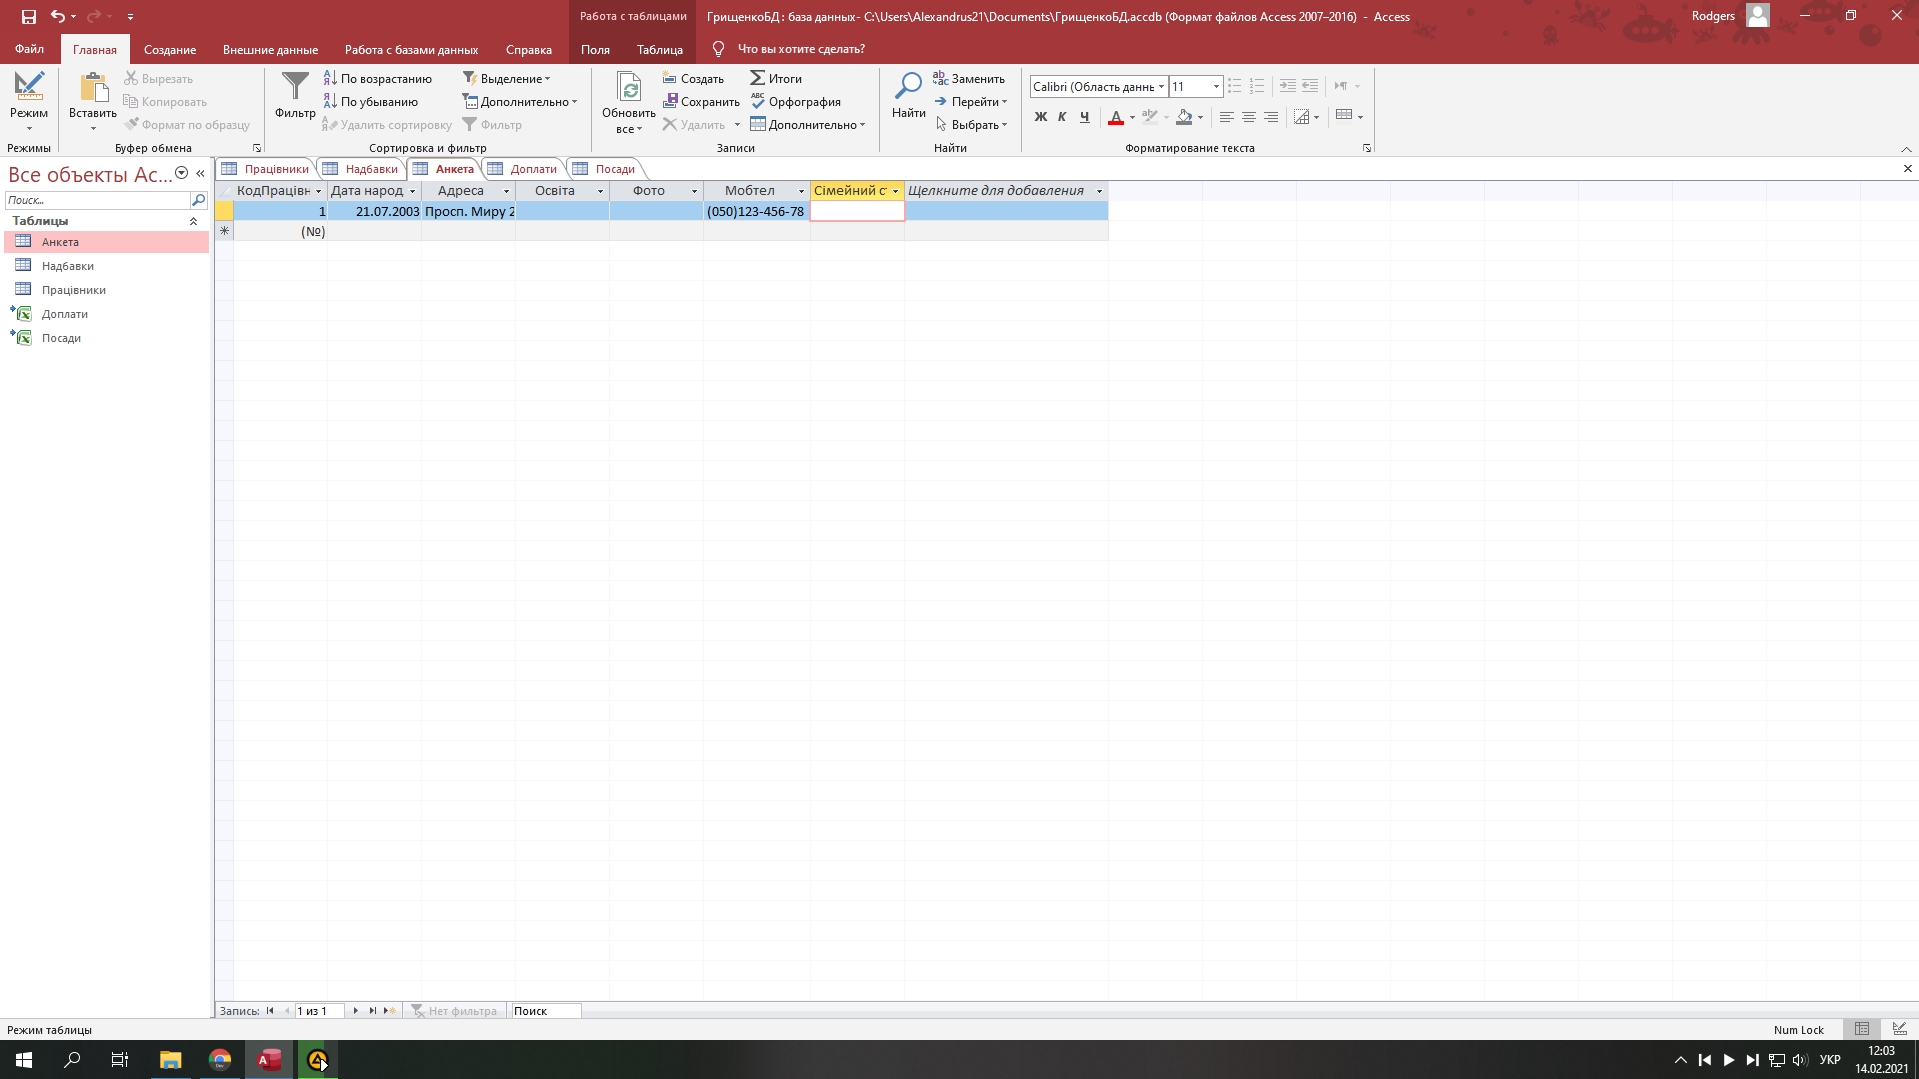 Работа с таблицами
ГрищенкоБД : база данных- C:\Users\Alexandrus21\Documents\ГрищенкоБД.accdb (Формат файлов Access 2007–2016) - Access
Rodgers
Файл
Главная
Создание
Внешние данные
Работа с базами данных
Справка
Поля
Таблица
Что вы хотите сделать?
Режим
Режимы
Вставить
Вырезать
Копировать
Формат по образцу
Буфер обмена
Фильтр
По возрастанию
По убыванию
Удалить сортировку
Выделение
Дополнительно
Фильтр
Сортировка и фильтр
Обновить
все
Создать
Сохранить
Удалить
Итоги
Орфография
Дополнительно
Записи
Найти
Заменить
Перейти
Выбрать
Найти
Calibri (Область даннь
11
Ж К Ч
Форматирование текста
Все объекты Ac...
Поиск...
Таблицы
Анкета
Надбавки
Працівники
Доплати
Посади
Працівники
Надбавки
Анкета
Доплати
Посади
КодПрацівн
Дата народ
Адреса
Освіта
Фото
Мобтел
Сімейний с
Щелкните для добавления
1
21.07.2003
Просп. Миру 2
(050)123-456-78
(№)
Запись:
1 из 1
Нет фильтра
Поиск
Режим таблицы
Num Lock
УКР
12:03
14.02.2021